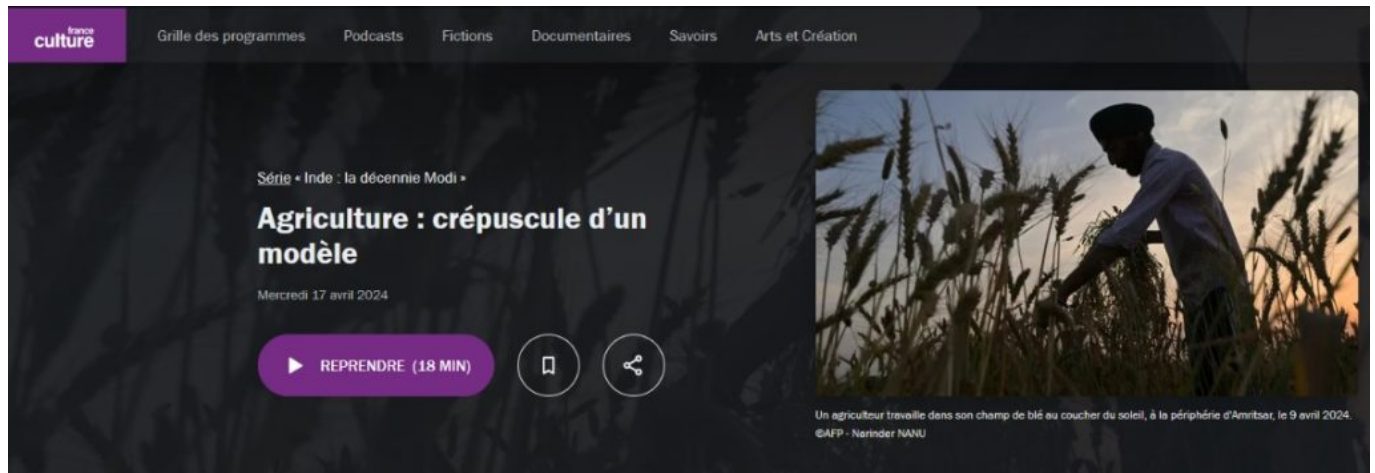 france
culture
Grille des programmes Podcasts Fictions Documentaires Savoirs Arts et Création
Série « Inde : la décennie Modi »
Agriculture : crépuscule d'un
modèle
Mercredi 17 avril 2024
REPRENDRE (18 MIN)
Un agriculteur travaille dans son champ de blé au coucher du soleil, à la périphérie d'Amritsar, le 9 avril 2024.
©AFP - Narinder NANU